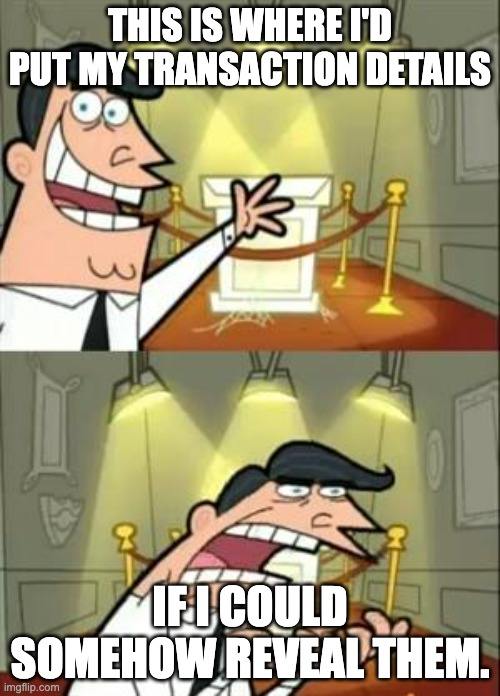 THIS IS WHERE I'D
PUT MY TRANSACTION DETAILS
IF I COULD
SOMEHOW REVEAL THEM.
imgflip.com